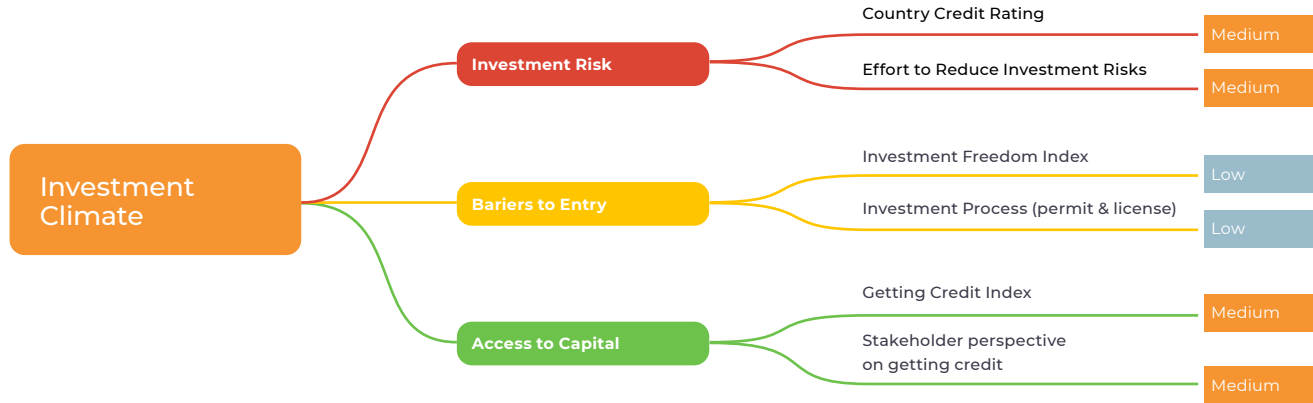 Investment
Climate
Investment Risk
Country Credit Rating
Medium
Effort to Reduce Investment Risks
Medium
Bariers to Entry
Investment Freedom Index
Low
Investment Process (permit & license)
Low
Access to Capital
Getting Credit Index
Medium
Stakeholder perspective
on getting credit
Medium